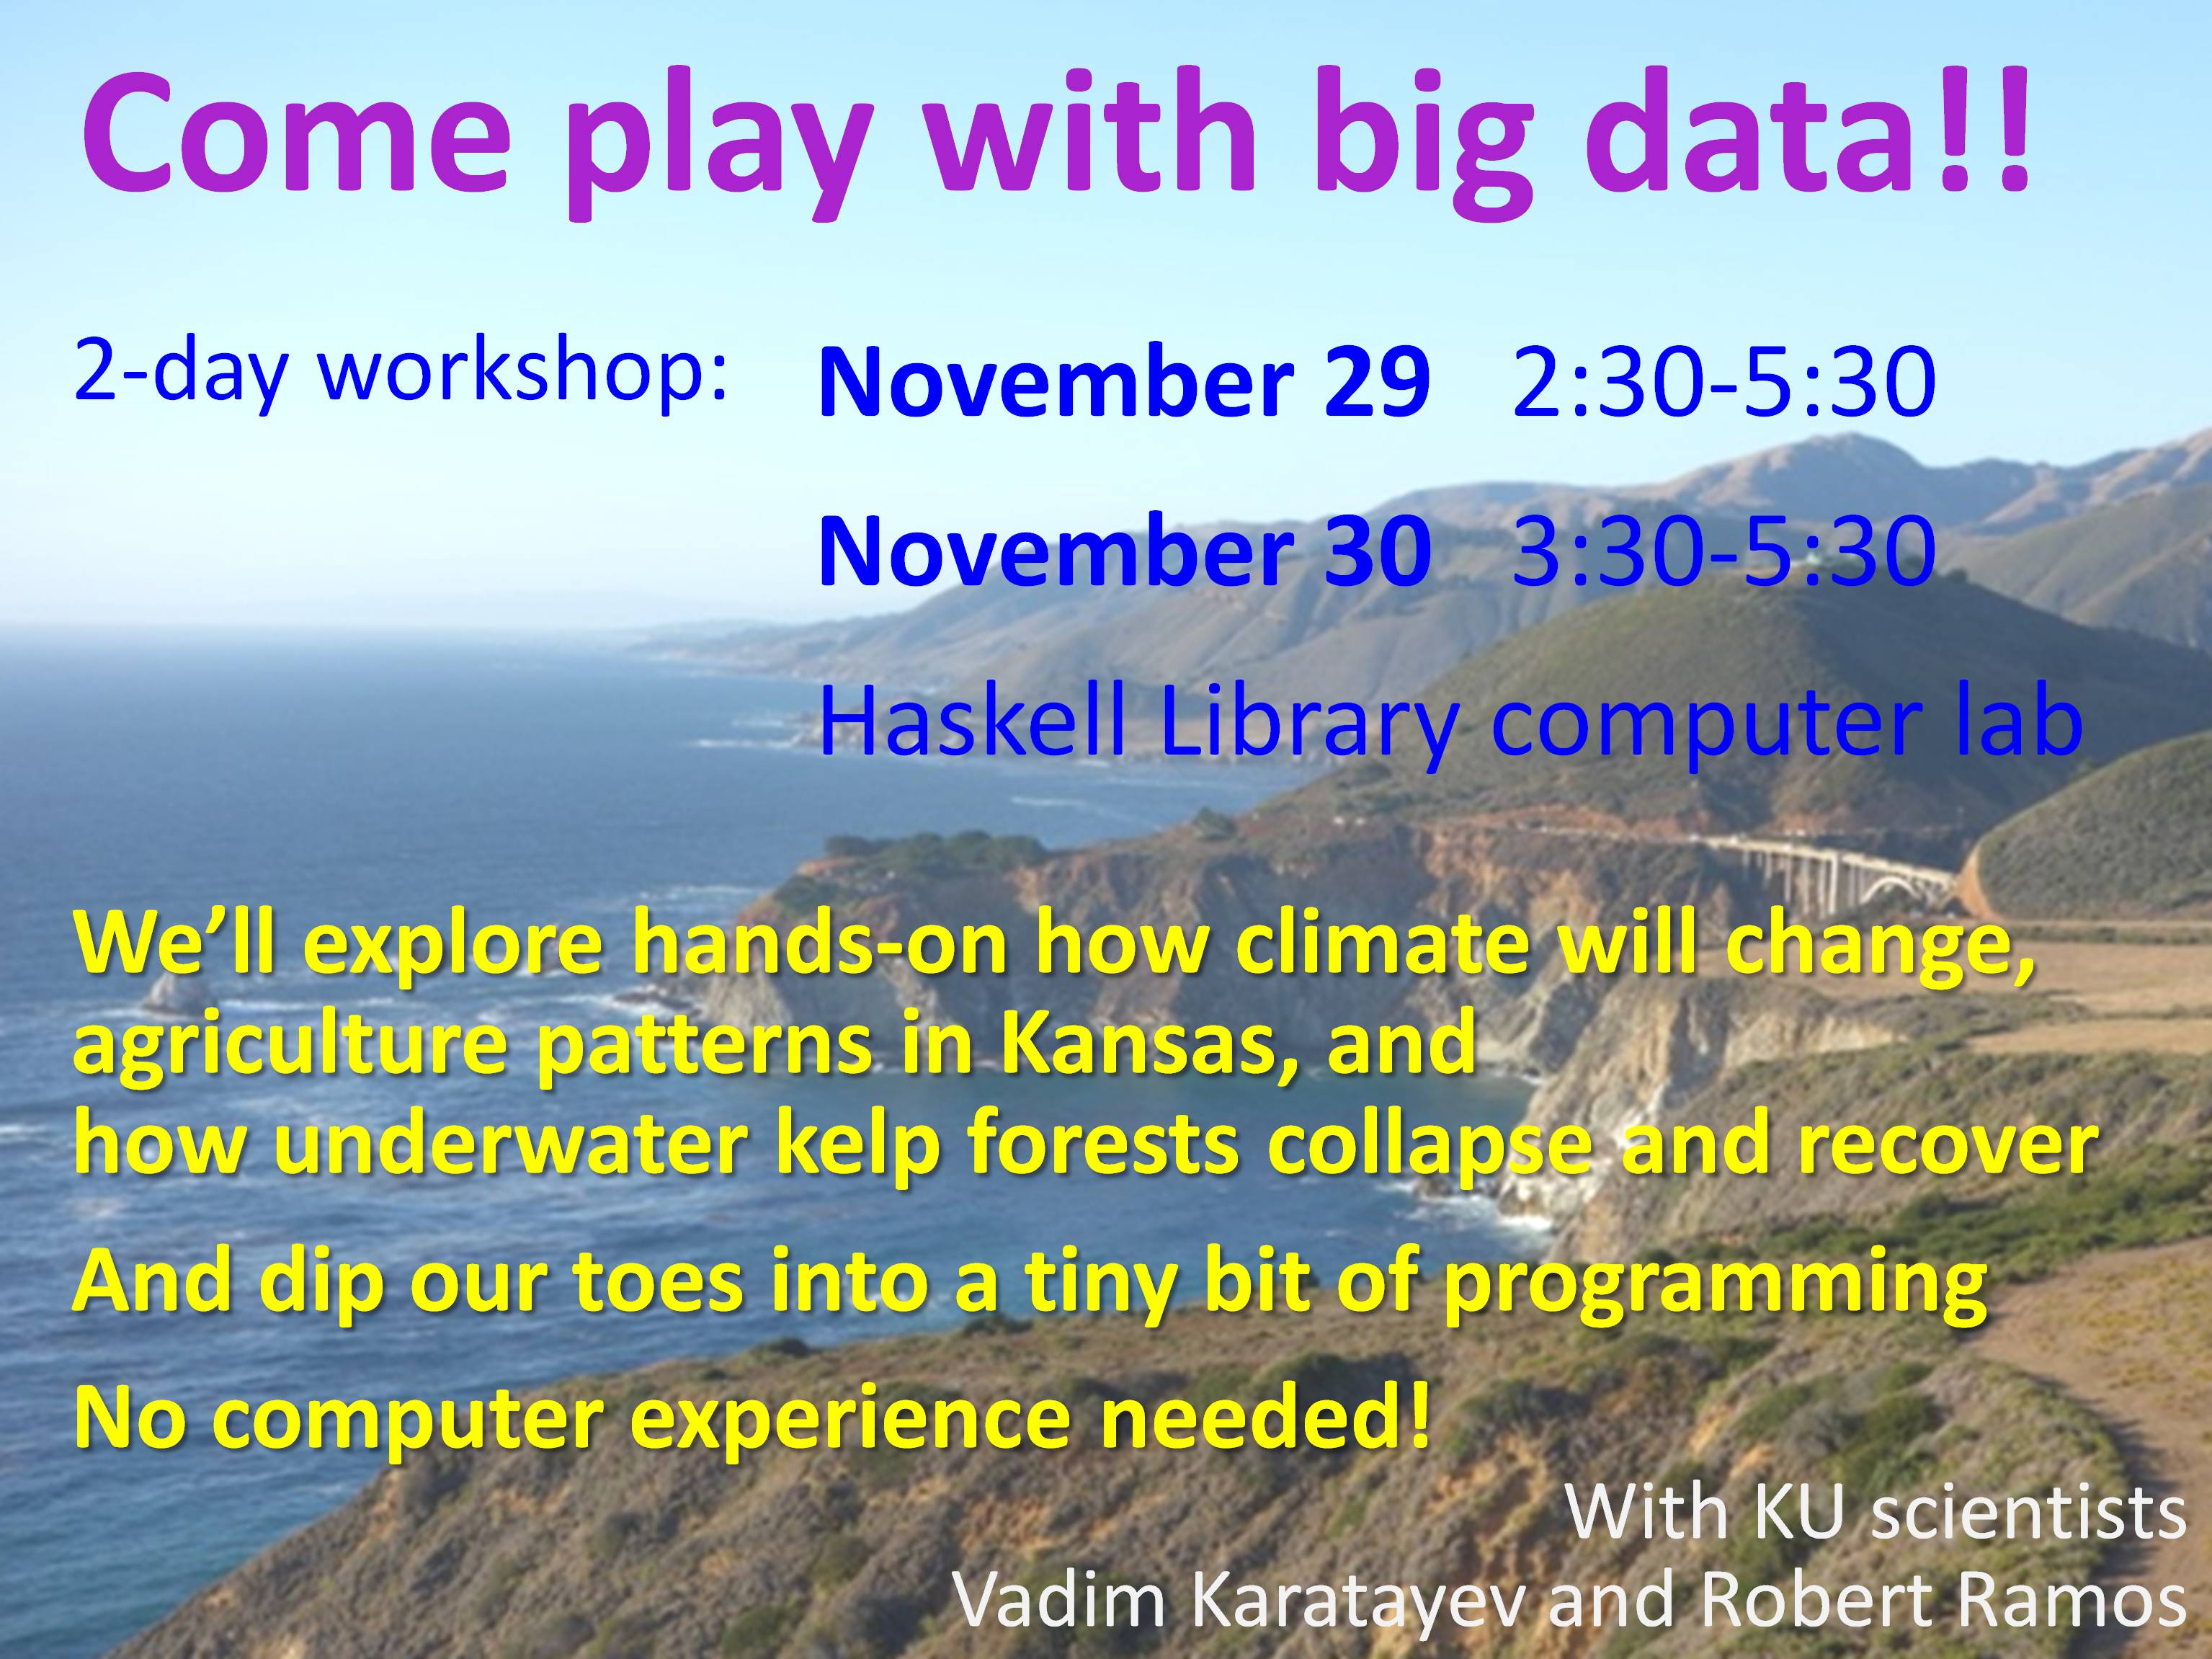 Come play with big data!!
2-day workshop:
November 29 2:30-5:30
November 30 3:30-5:30
Haskell Library computer lab
We’ll explore hands-on how climate will change,
agriculture patterns in Kansas, and
how underwater kelp forests collapse and recover
And dip our toes into a tiny bit of programming
No computer experience needed!
With KU scientists
Vadim Karatayev and Robert Ramos